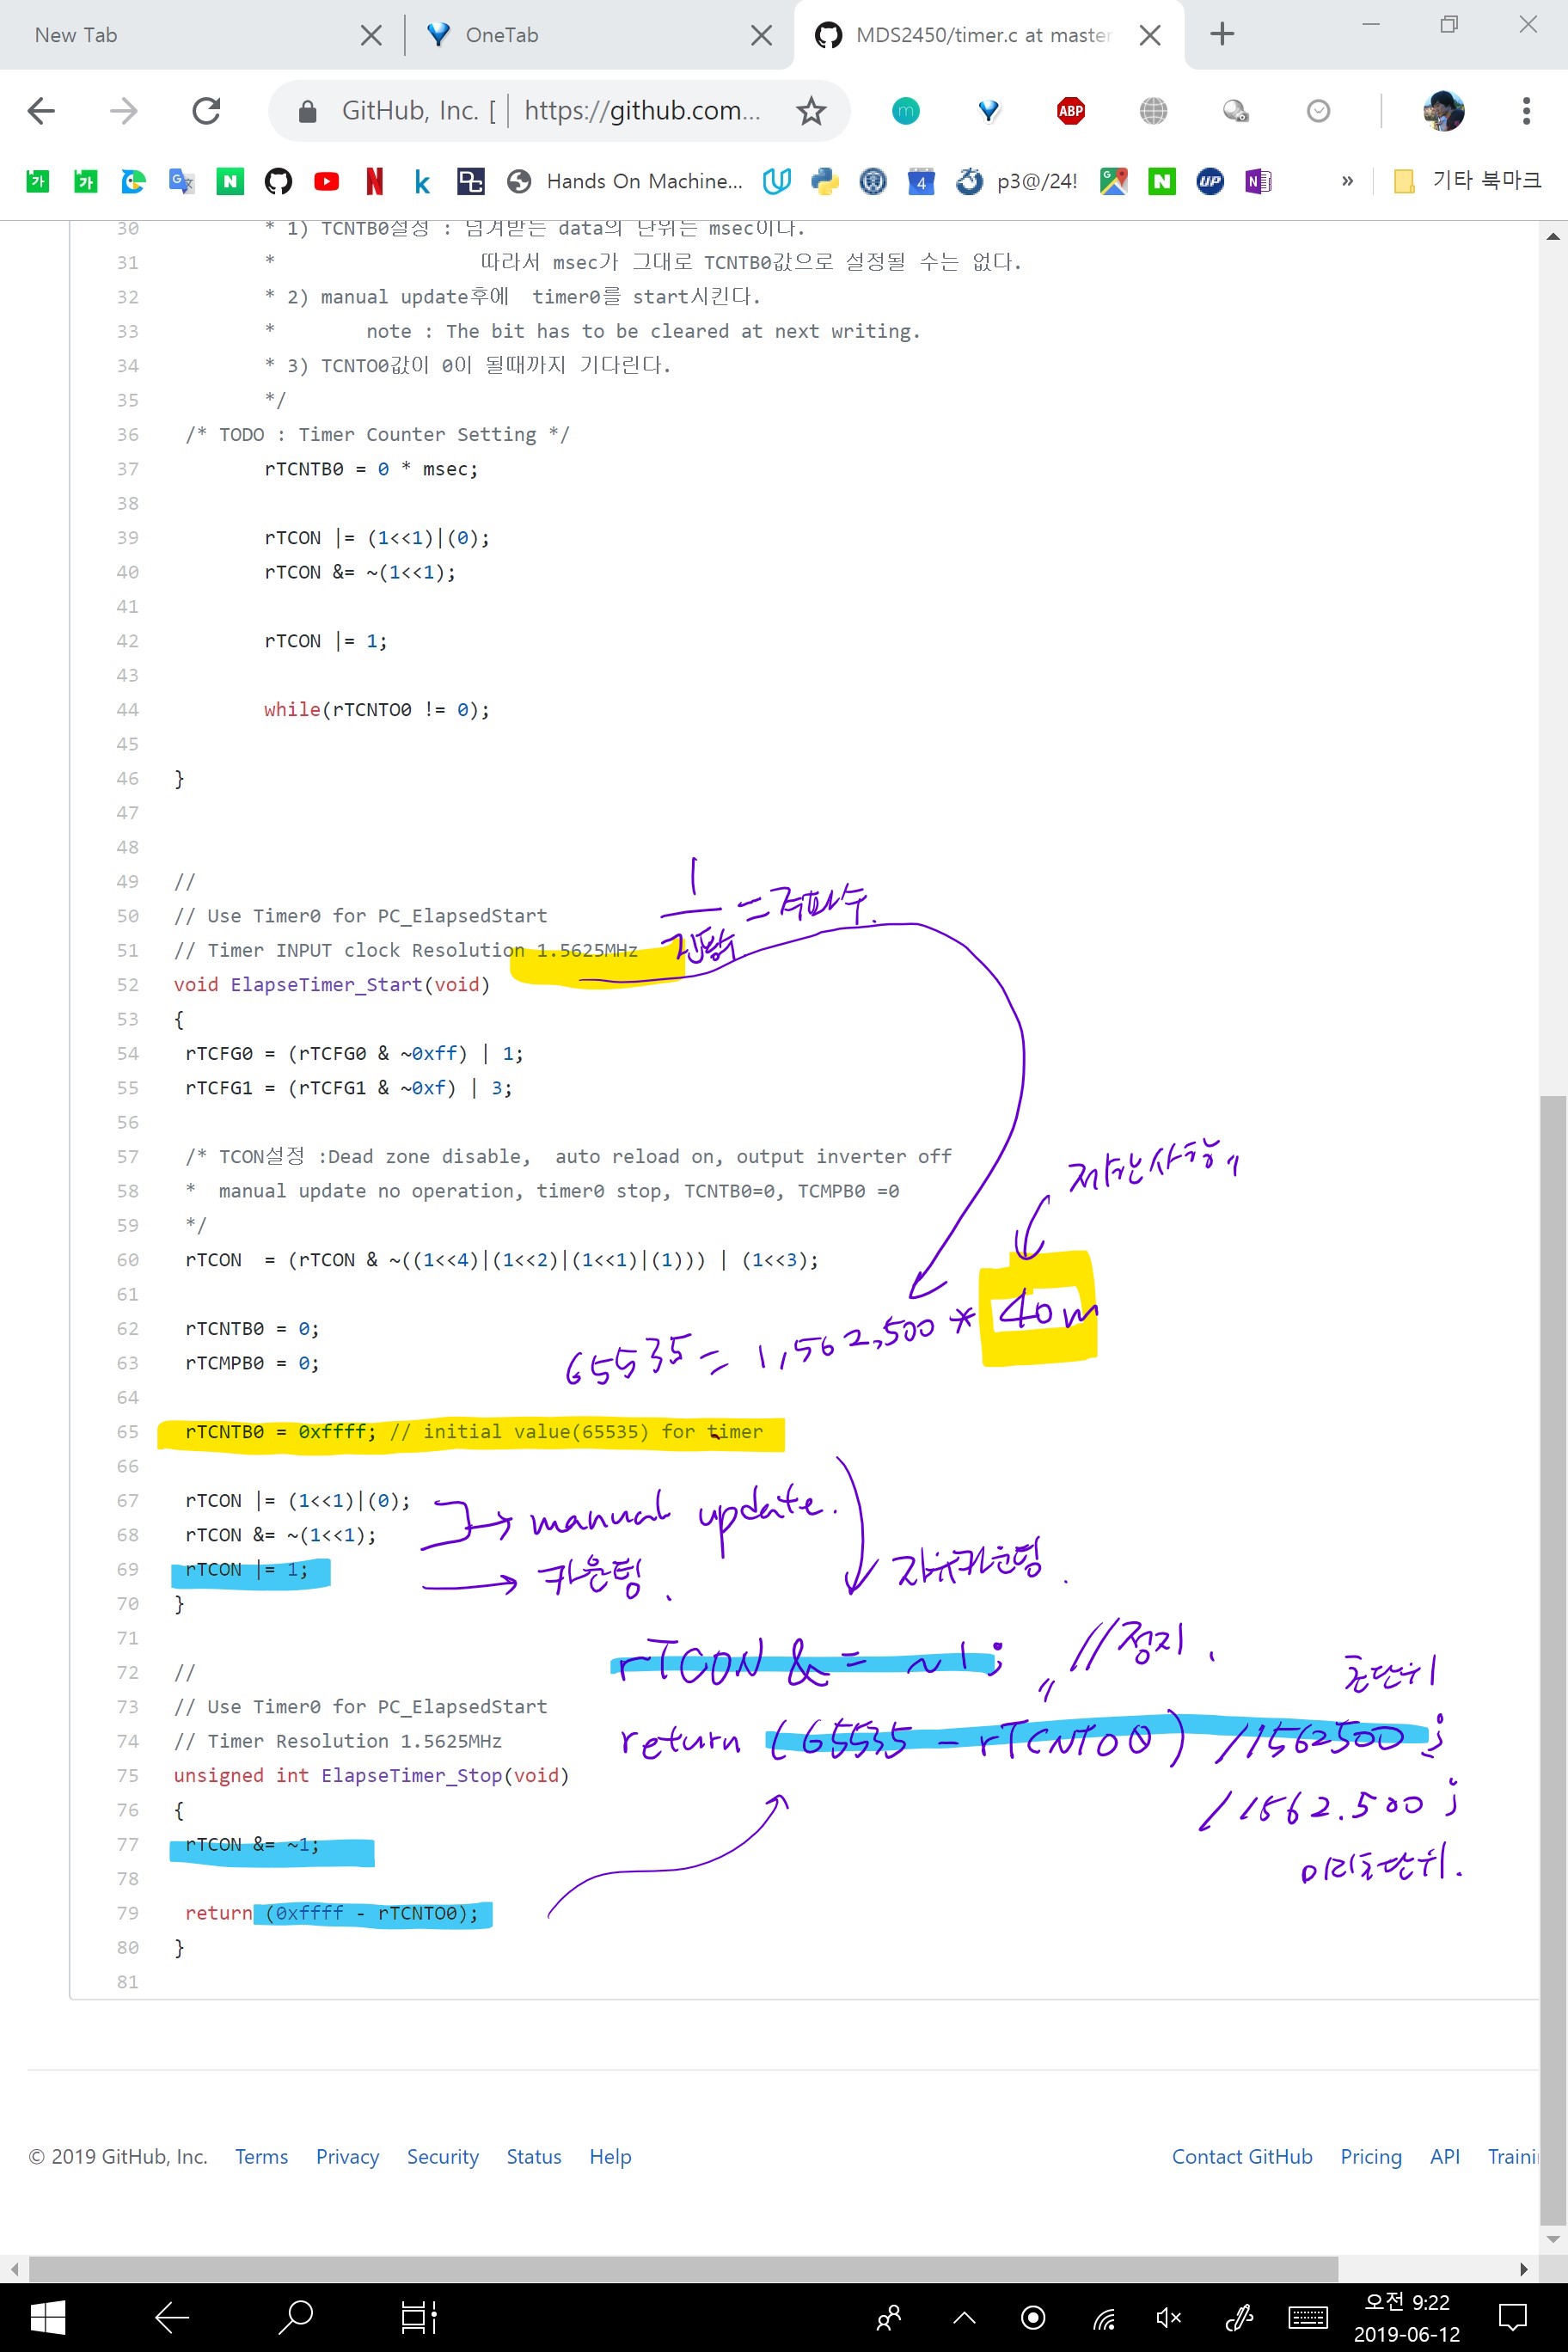 New Tab
OneTab
MDS2450/timer.c at master
GitHub, Inc. [
https://github.com...
ABP
Hands On Machine...
p3@/24!
»
기타 북마크
30 * 1) TCNTB0설정 : 넘겨받는 data의 단위는 msec이다.
31 * 따라서 msec가 그대로 TCNTB0값으로 설정될 수는 없다.
32 * 2) manual update후에 timer0를 start시킨다.
33 * note : The bit has to be cleared at next writing.
34 * 3) TCNTO0값이 0이 될때까지 기다린다.
35 */
36 /* TODO : Timer Counter Setting */
37 rTCNTB0 = 0 * msec;
38
39 rTCON |= (1<<1)|(0);
40 rTCON &= ~(1<<1);
41
42 rTCON |= 1;
43
44 while(rTCNTO0 != 0);
45
46 }
47
48
49 //
50 // Use Timer0 for PC_ElapsedStart
1/진동수 = 주파수.
51 // Timer INPUT clock Resolution 1.5625MHz
52 void ElapseTimer_Start(void)
53 {
54 rTCFG0 = (rTCFG0 & ~0xff) | 1;
55 rTCFG1 = (rTCFG1 & ~0xf) | 3;
56
57 /* TCON설정 :Dead zone disable, auto reload on, output inverter off
제한사항
58 * manual update no operation, timer0 stop, TCNTB0=0, TCMPB0 =0
59 */
60 rTCON = (rTCON & ~((1<<4)|(1<<2)|(1<<1)|(1))) | (1<<3);
61
62 rTCNTB0 = 0;
65535 = 1,562,500 * 40m
63 rTCMPB0 = 0;
64
65 rTCNTB0 = 0xffff; // initial value(65535) for timer
66
67 rTCON |= (1<<1)|(0);
manual update.
68 rTCON &= ~(1<<1);
69 rTCON |= 1;
카운팅.
자유카운팅.
70 }
71
rTCON &= ~1; //정지.
72 //
초단위
73 // Use Timer0 for PC_ElapsedStart
74 // Timer Resolution 1.5625MHz
return (65535 - rTCNTO0) /1562500;
75 unsigned int ElapseTimer_Stop(void)
76 {
/1562.500;
77 rTCON &= ~1;
미리초단위.
78
79 return (0xffff - rTCNTO0);
80 }
81
© 2019 GitHub, Inc. Terms Privacy Security Status Help
Contact GitHub Pricing API Traini
오전 9:22
2019-06-12